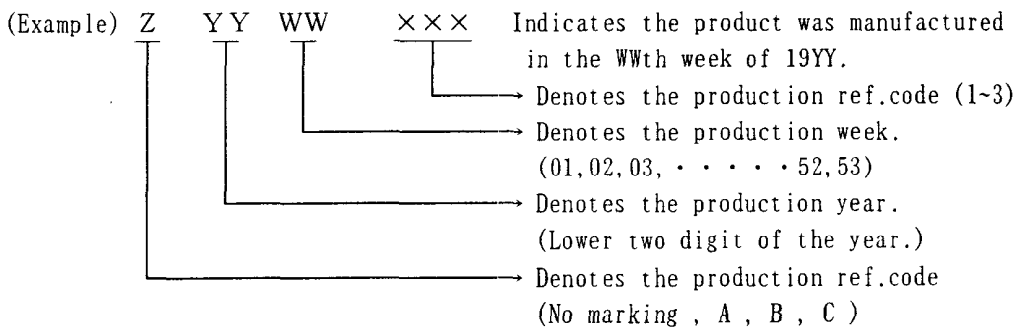 (Example) Z YY WW ××× Indicates the product was manufactured
in the WWth week of 19YY.
Denotes the production ref.code (1~3)
Denotes the production week.
(01,02,03, · · · · · 52,53)
Denotes the production year.
(Lower two digit of the year.)
Denotes the production ref.code
(No marking , A , B , C )